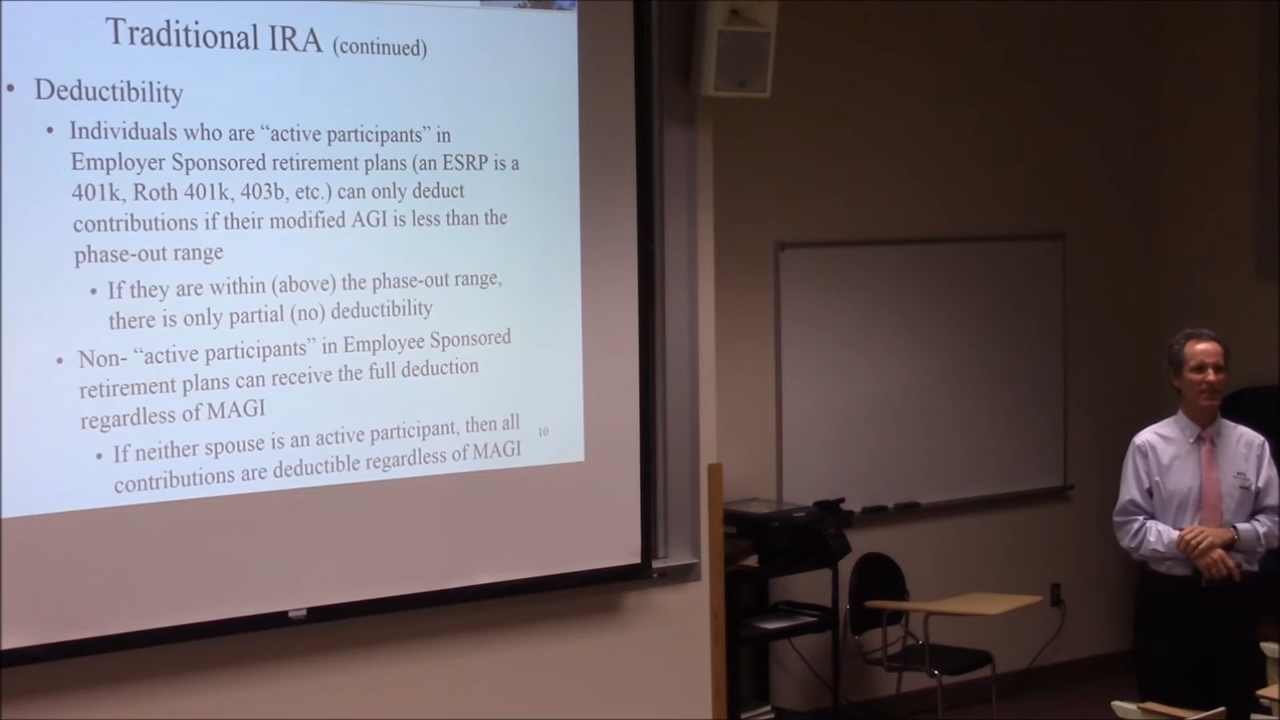 Traditional IRA (continued)
• Deductibility
• Individuals who are “active participants” in
Employer Sponsored retirement plans (an ESRP is a
401k, Roth 401k, 403b, etc.) can only deduct
contributions if their modified AGI is less than the
phase-out range
• If they are within (above) the phase-out range,
there is only partial (no) deductibility
• Non- “active participants” in Employee Sponsored
retirement plans can receive the full deduction
regardless of MAGI
• If neither spouse is an active participant, then all
contributions are deductible regardless of MAGI
10